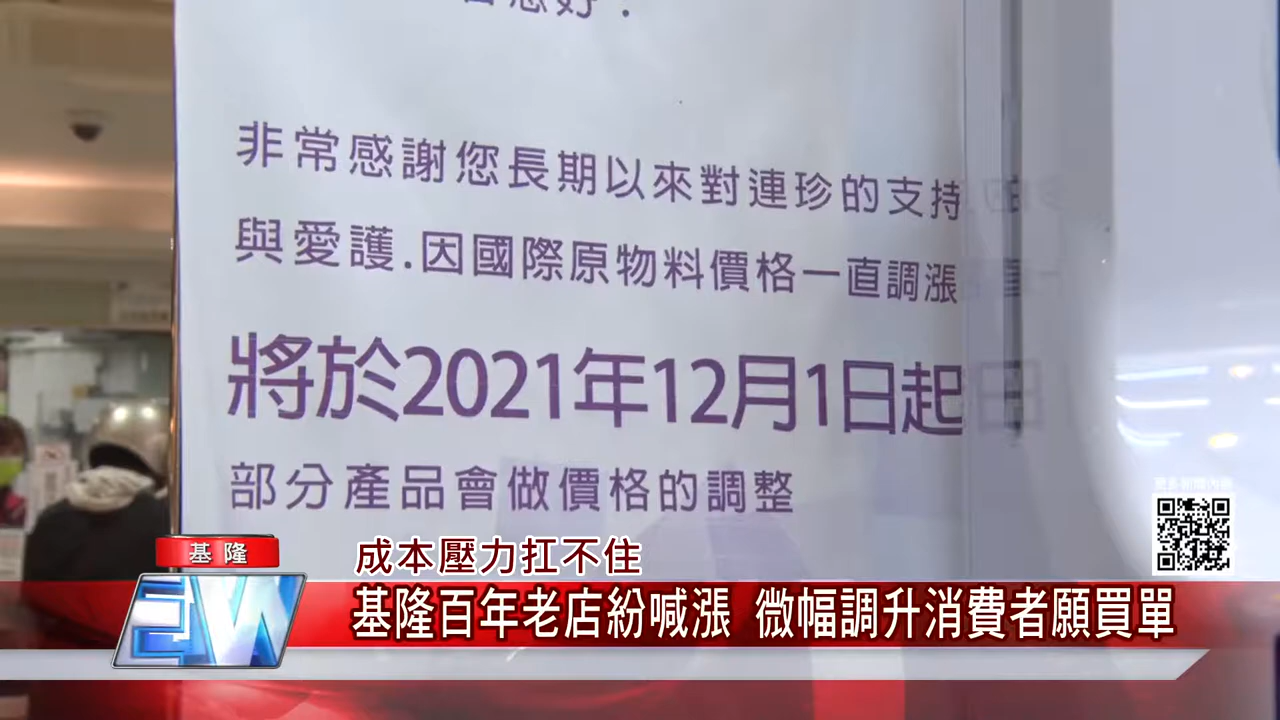 您好：
非常感謝您長期以來對連珍的支持
與愛護.因國際原物料價格一直調漲
將於2021年12月1日起
部分產品會做價格的調整
基隆
成本壓力扛不住
基隆百年老店紛喊漲 微幅調升消費者願買單